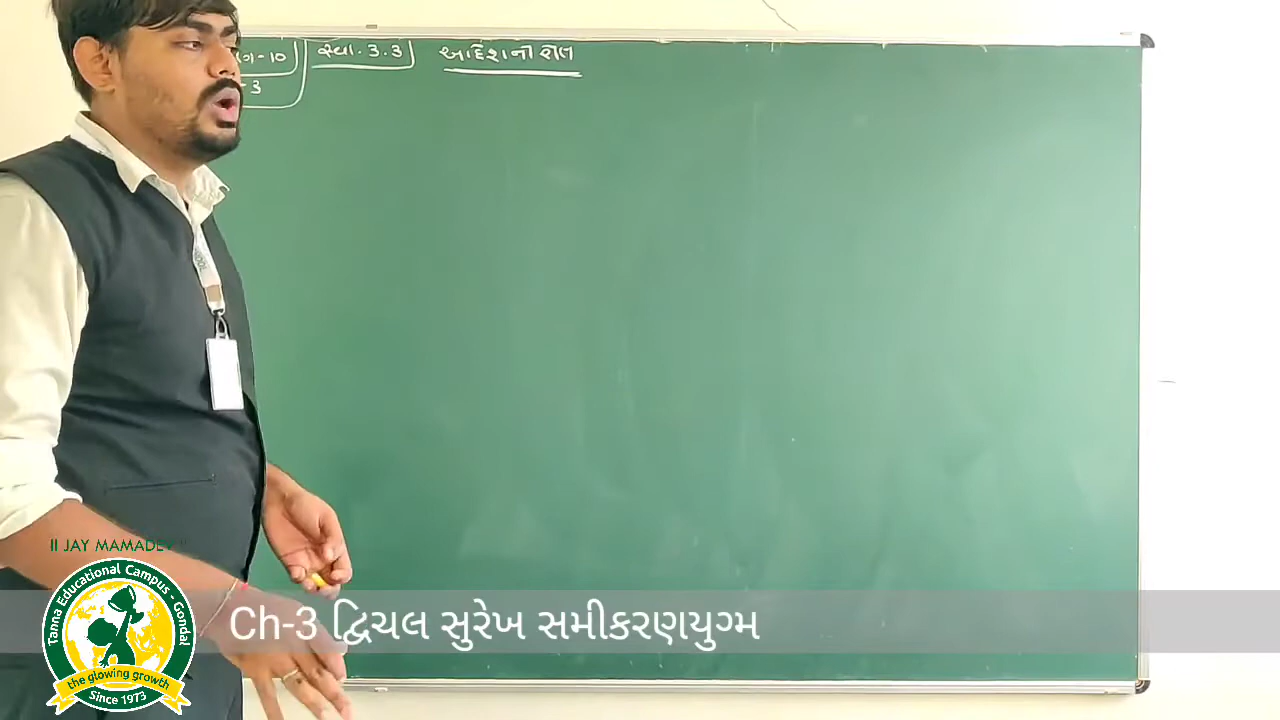 ગ - 10
- 3
સ્વા. 3.3
આદેશની રીત
II JAY MAMADEV II
Tanna Educational Campus - Gondal
the glowing growth
Since 1973
Ch-3 દ્વિચલ સુરેખ સમીકરણયુગ્મ